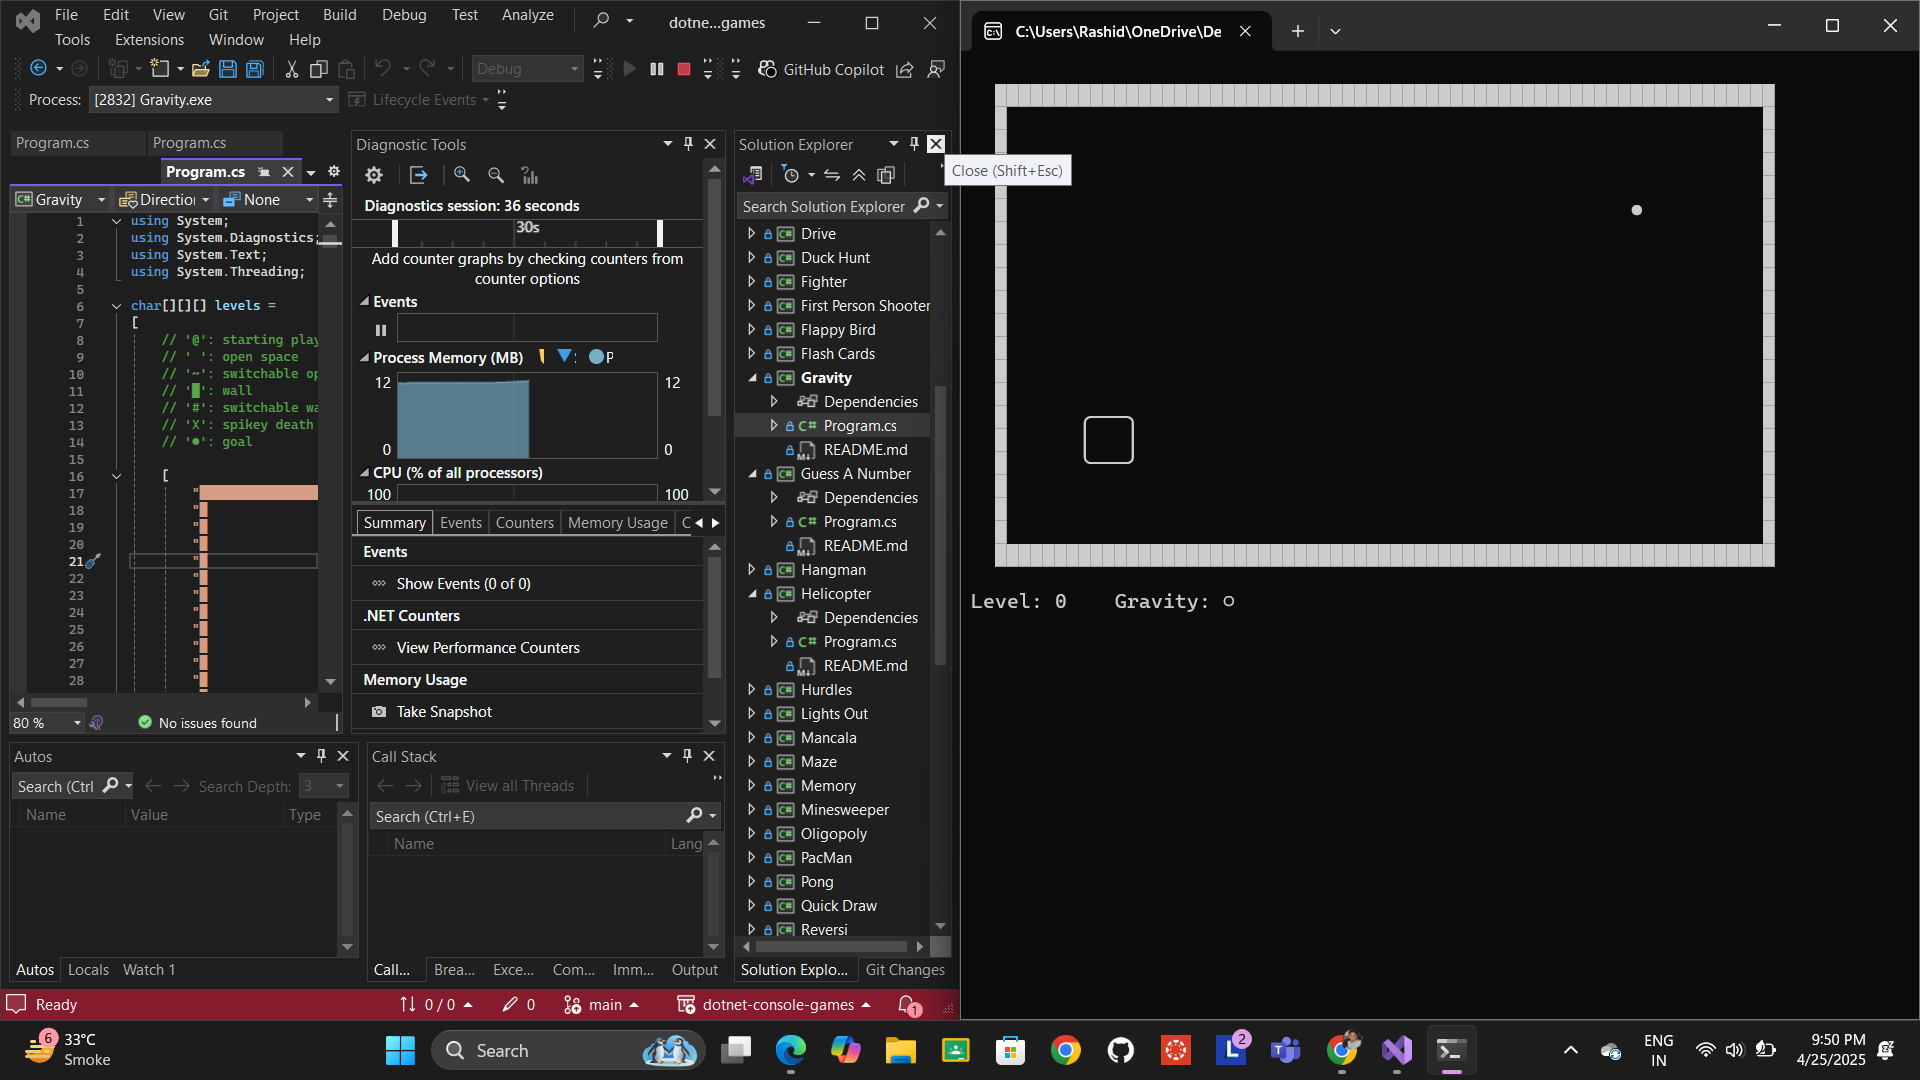 File Edit View Git Project Build Debug Test Analyze
Tools Extensions Window Help
dotne...games
Debug
GitHub Copilot
Process: [2832] Gravity.exe
Lifecycle Events
Program.cs Program.cs
Program.cs
Gravity Direction None
1 using System;
2 using System.Diagnostics;
3 using System.Text;
4 using System.Threading;
5
6 char[][][] levels =
7 [
8 // '@': starting play
9 // ' ': open space
10 // '~': switchable op
11 // '█': wall
12 // '#': switchable wa
13 // 'X': spikey death
14 // '●': goal
15
16 [
17 "█
18 "█
19 "█
20 "█
21 "█
22 "█
23 "█
24 "█
25 "█
26 "█
27 "█
28 "█
80 %
No issues found
Diagnostic Tools
Diagnostics session: 36 seconds
30s
Add counter graphs by checking counters from
counter options
Events
Process Memory (MB)
P
12 12
0 0
CPU (% of all processors)
100 100
Summary Events Counters Memory Usage C
Events
Show Events (0 of 0)
.NET Counters
View Performance Counters
Memory Usage
Take Snapshot
Solution Explorer
Close (Shift+Esc)
Search Solution Explorer
Drive
Duck Hunt
Fighter
First Person Shooter
Flappy Bird
Flash Cards
Gravity
Dependencies
C# Program.cs
README.md
Guess A Number
Dependencies
C# Program.cs
README.md
Hangman
Helicopter
Dependencies
C# Program.cs
README.md
Hurdles
Lights Out
Mancala
Maze
Memory
Minesweeper
Oligopoly
PacMan
Pong
Quick Draw
Reversi
Solution Explo... Git Changes
Autos
Search (Ctrl
Search Depth: 3
Name Value Type
Autos Locals Watch 1
Call Stack
View all Threads
Search (Ctrl+E)
Name Lang
Call... Brea... Exce... Com... Imm... Output
Ready
0 / 0 0 main dotnet-console-games 1
C:\Users\Rashid\OneDrive\De
Level: 0 Gravity: ○
6
33°C
Smoke
Search
2
ENG
IN
9:50 PM
4/25/2025